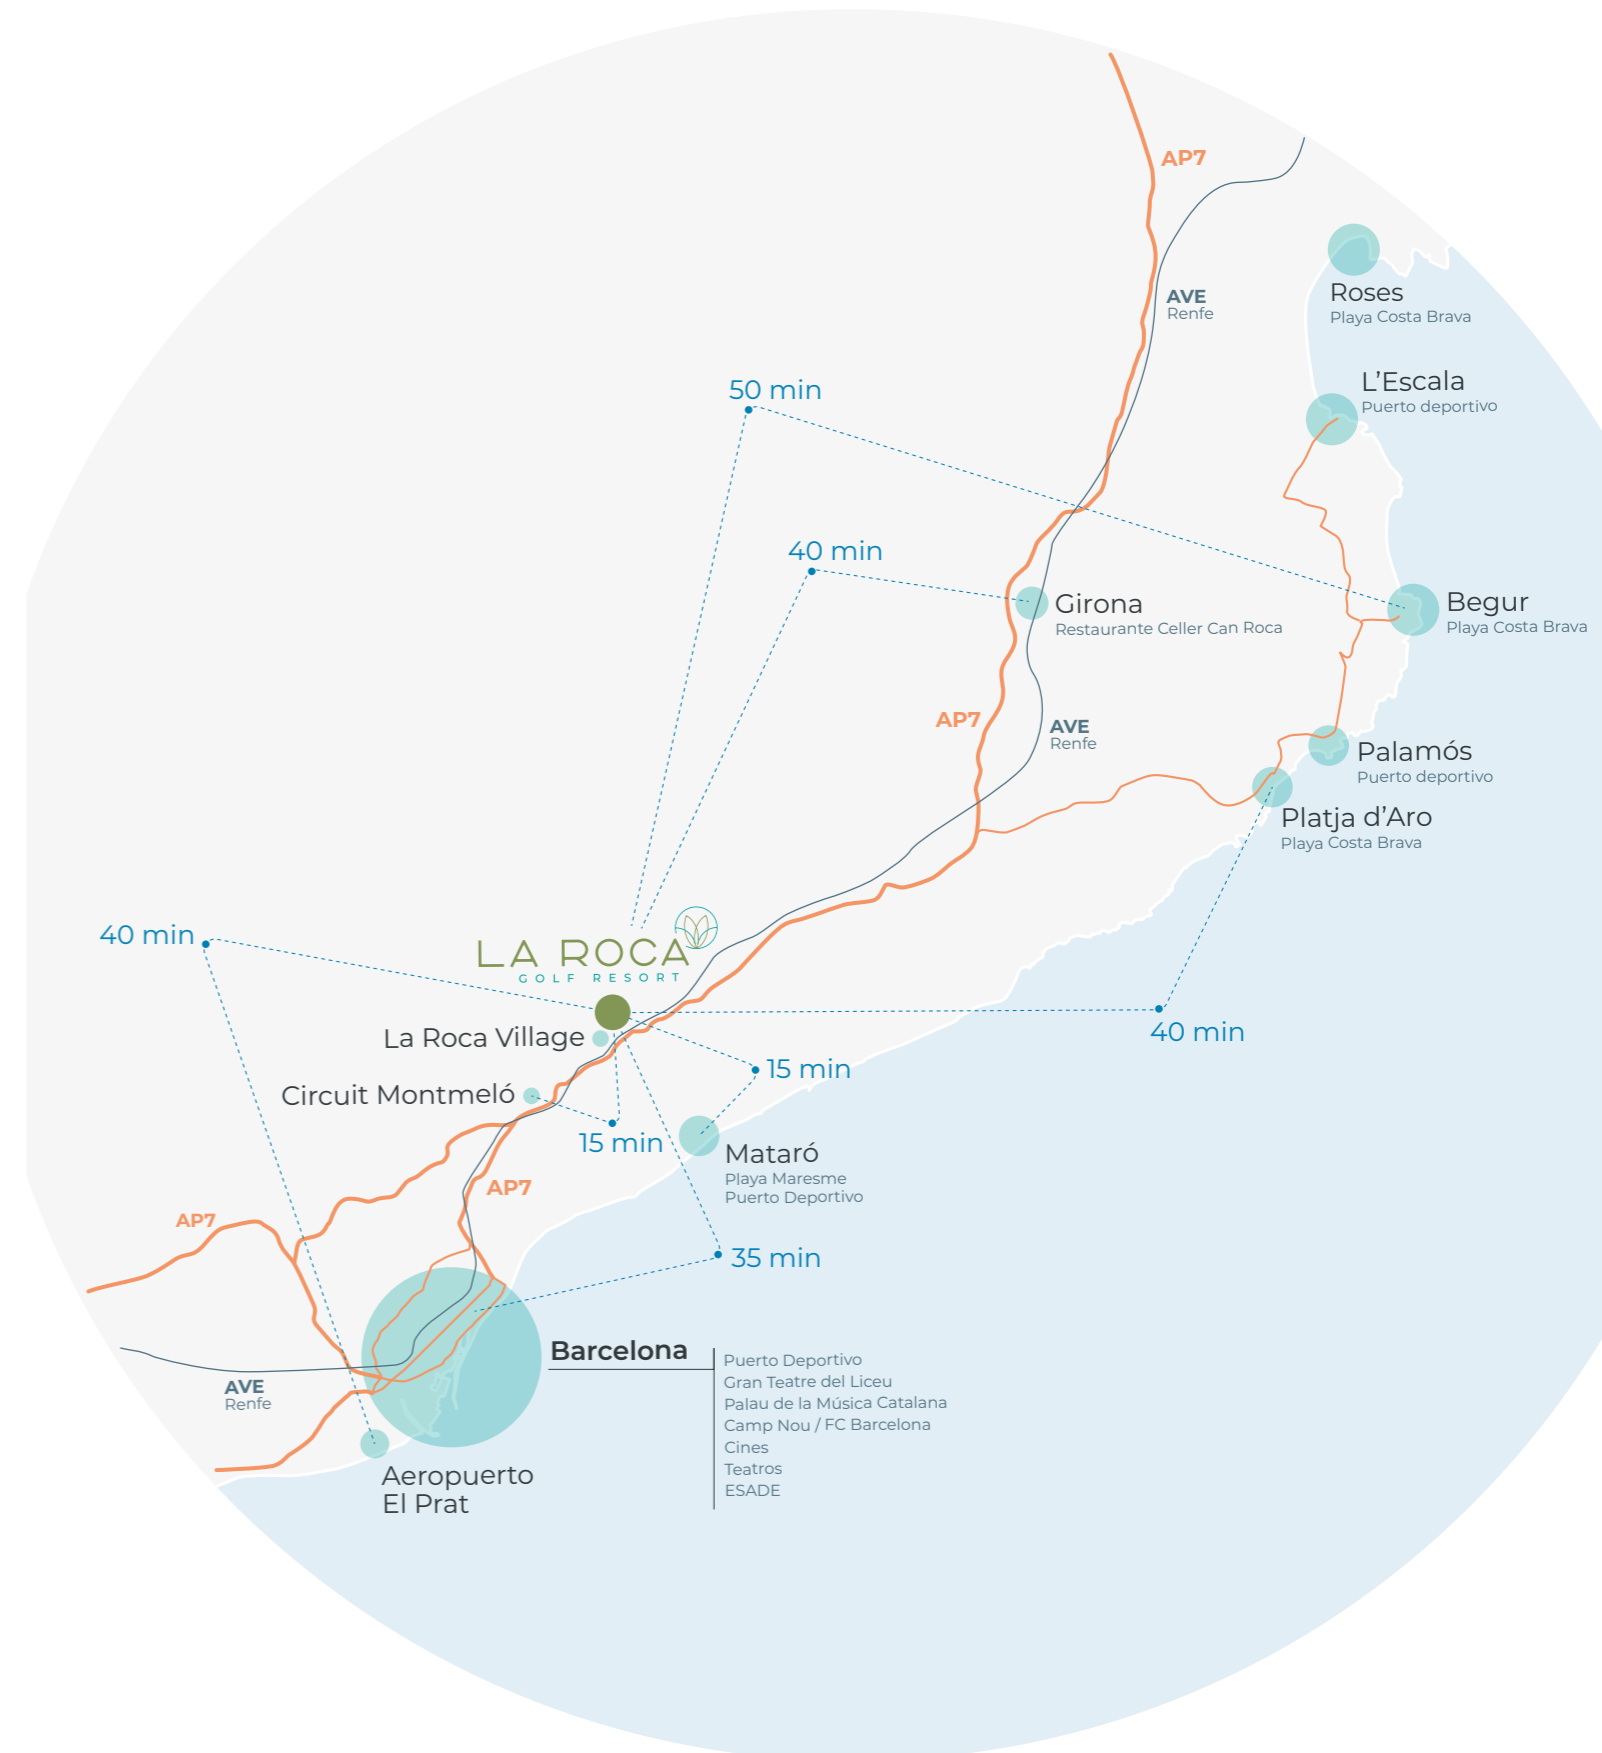 AP7
AVE
Renfe
Roses
Playa Costa Brava
L'Escala
Puerto deportivo
50 min
40 min
Girona
Restaurante Celler Can Roca
Begur
Playa Costa Brava
AP7
AVE
Renfe
Palamós
Puerto deportivo
Platja d'Aro
Playa Costa Brava
40 min
LA ROCA
GOLF RESORT
La Roca Village
40 min
15 min
Circuit Montmeló
15 min
Mataró
Playa Maresme
Puerto Deportivo
AP7
AP7
35 min
Barcelona
Puerto Deportivo
Gran Teatre del Liceu
Palau de la Música Catalana
Camp Nou / FC Barcelona
Cines
Teatros
ESADE
AVE
Renfe
Aeropuerto
El Prat